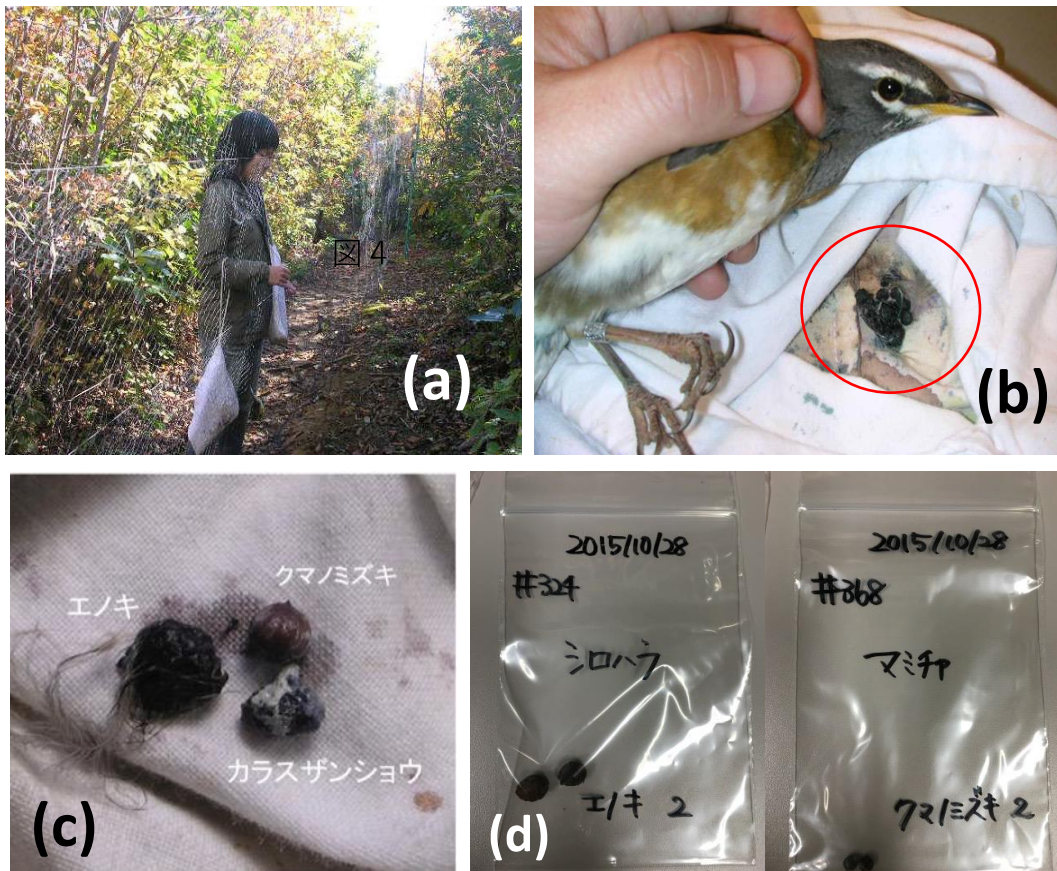 図4
(a)
(b)
エノキ
クマノミズキ
カラスザンショウ
(c)
2015/10/28
#324
シロハラ
エノキ 2
(d)
2015/10/28
#368
マミチャ
クマノミズキ 2